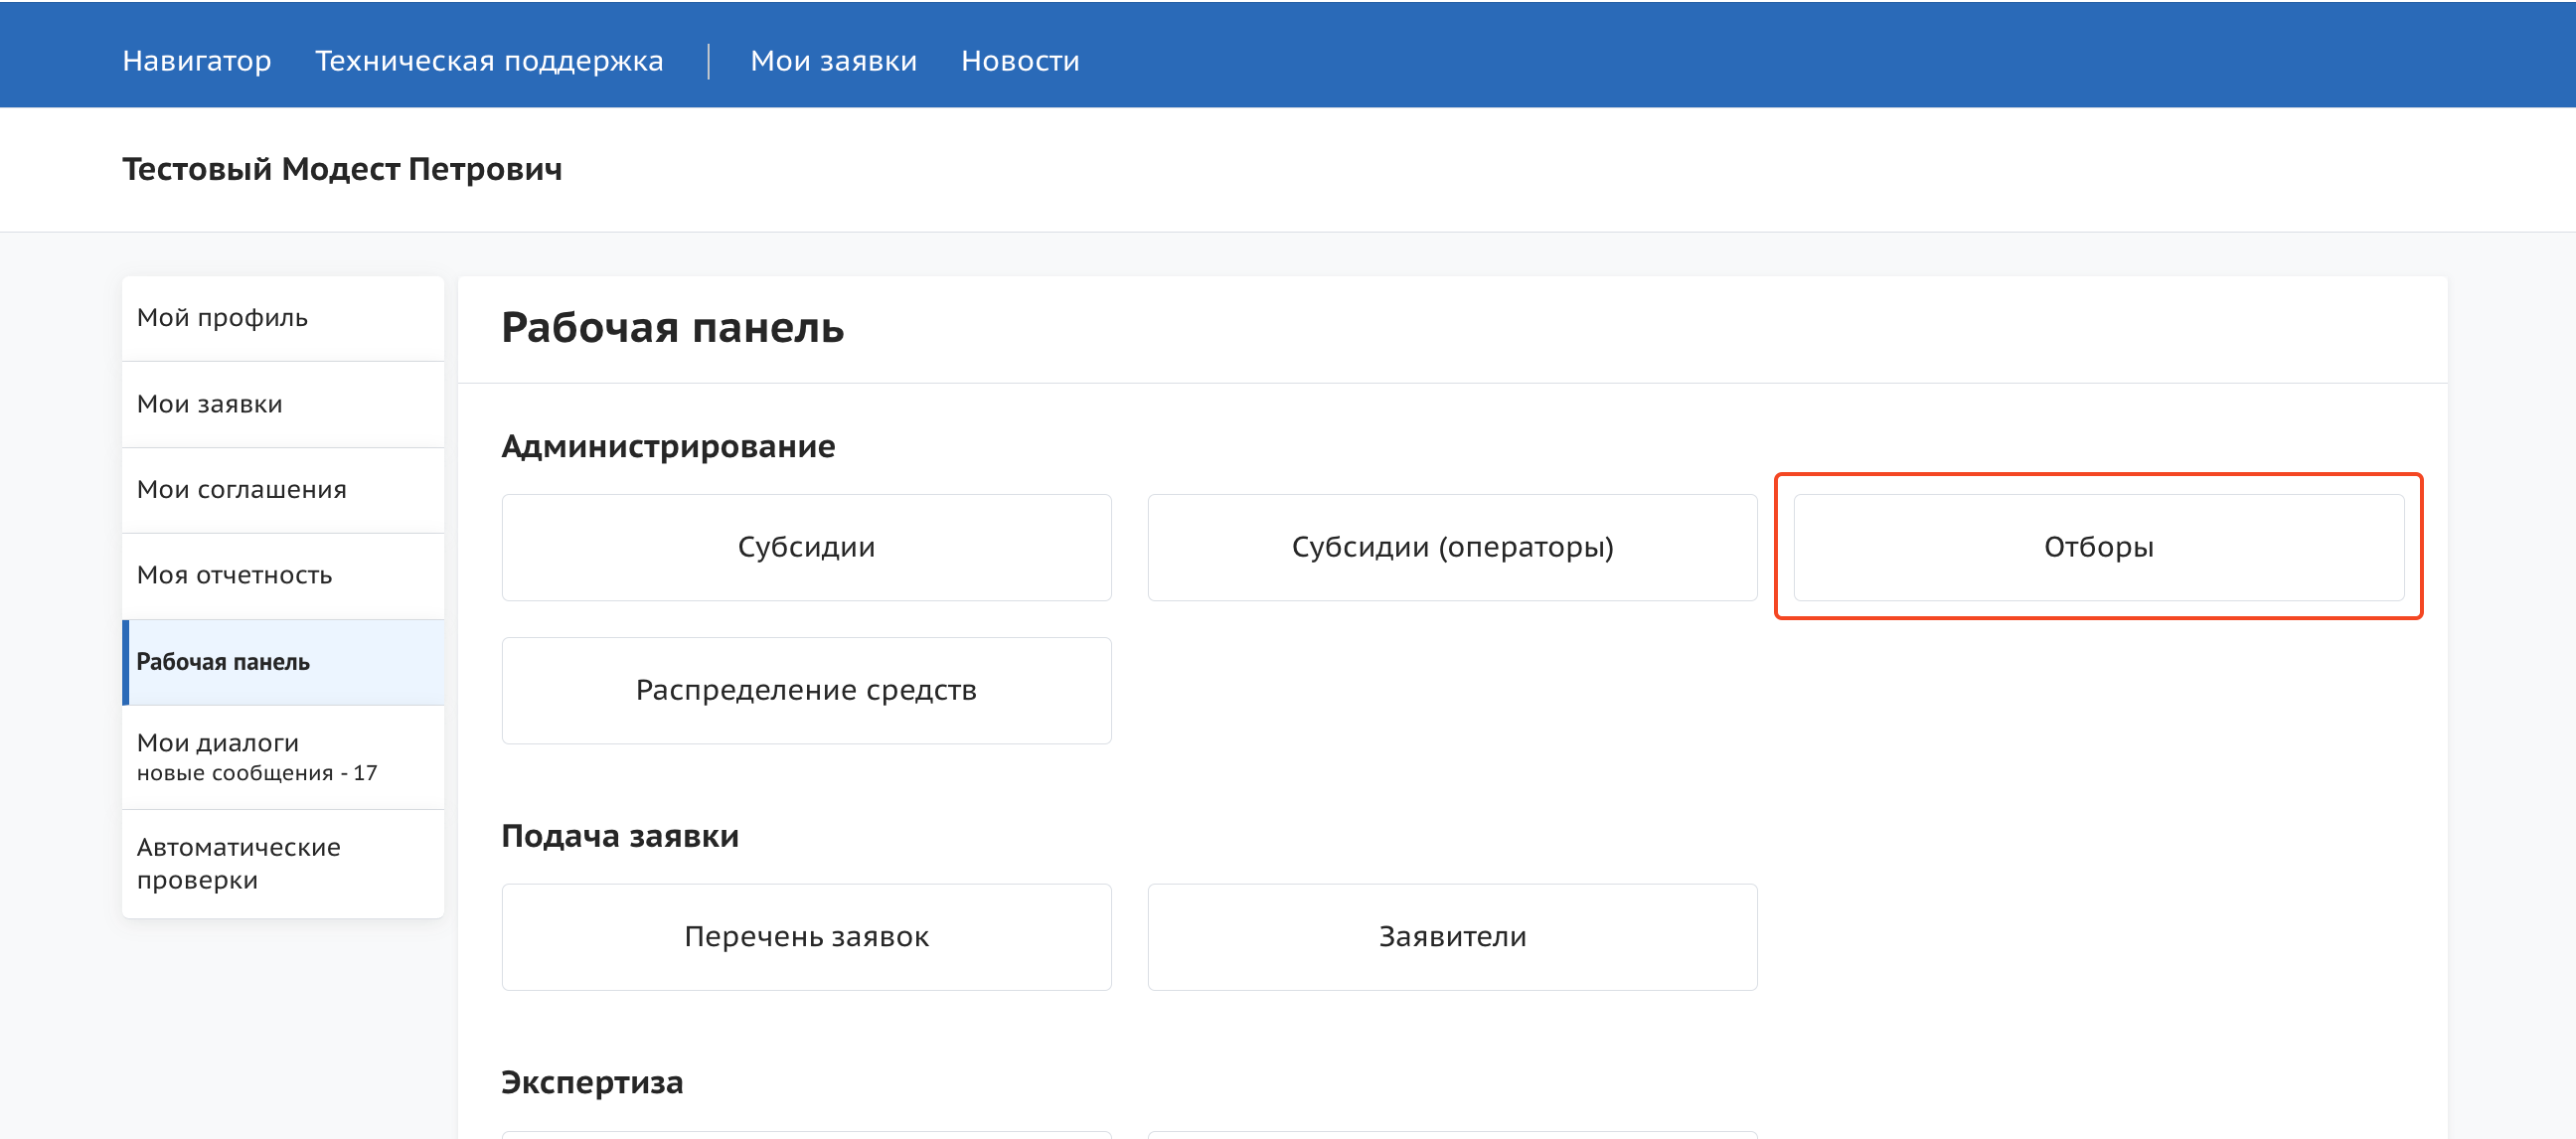 Навигатор Техническая поддержка Мои заявки Новости
Тестовый Модест Петрович
Мой профиль
Мои заявки
Мои соглашения
Моя отчетность
Рабочая панель
Мои диалоги
новые сообщения - 17
Автоматические
проверки
Рабочая панель
Администрирование
Субсидии
Субсидии (операторы)
Отборы
Распределение средств
Подача заявки
Перечень заявок
Заявители
Экспертиза